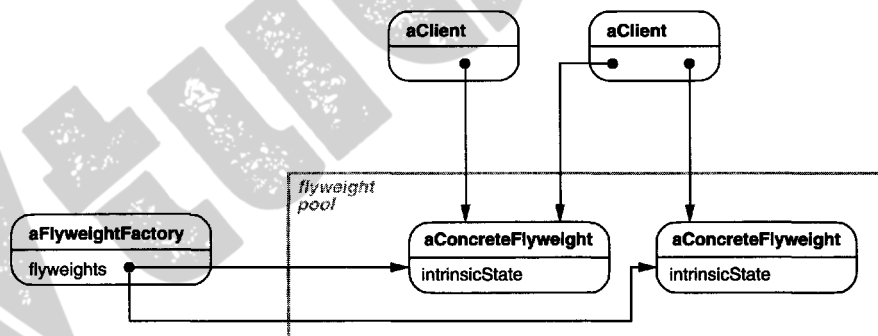 aClient
aClient
flyweight
pool
aFlyweightFactory
flyweights
aConcreteFlyweight
intrinsicState
aConcreteFlyweight
intrinsicState